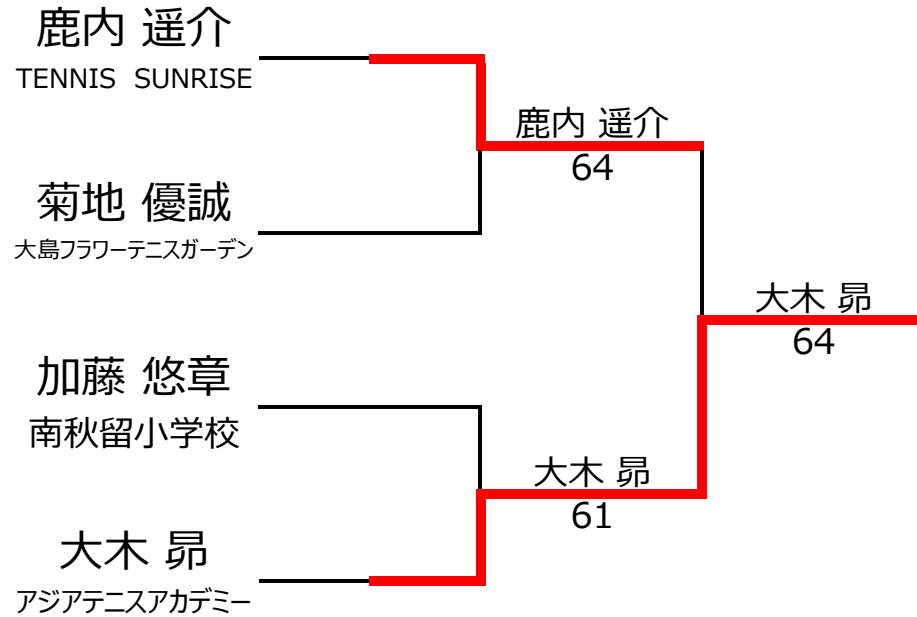 鹿内 遥介
TENNIS SUNRISE
鹿内 遥介
64
菊地 優誠
大島フラワーテニスガーデン
大木 昴
64
加藤 悠章
南秋留小学校
大木 昴
61
大木 昴
アジアテニスアカデミー